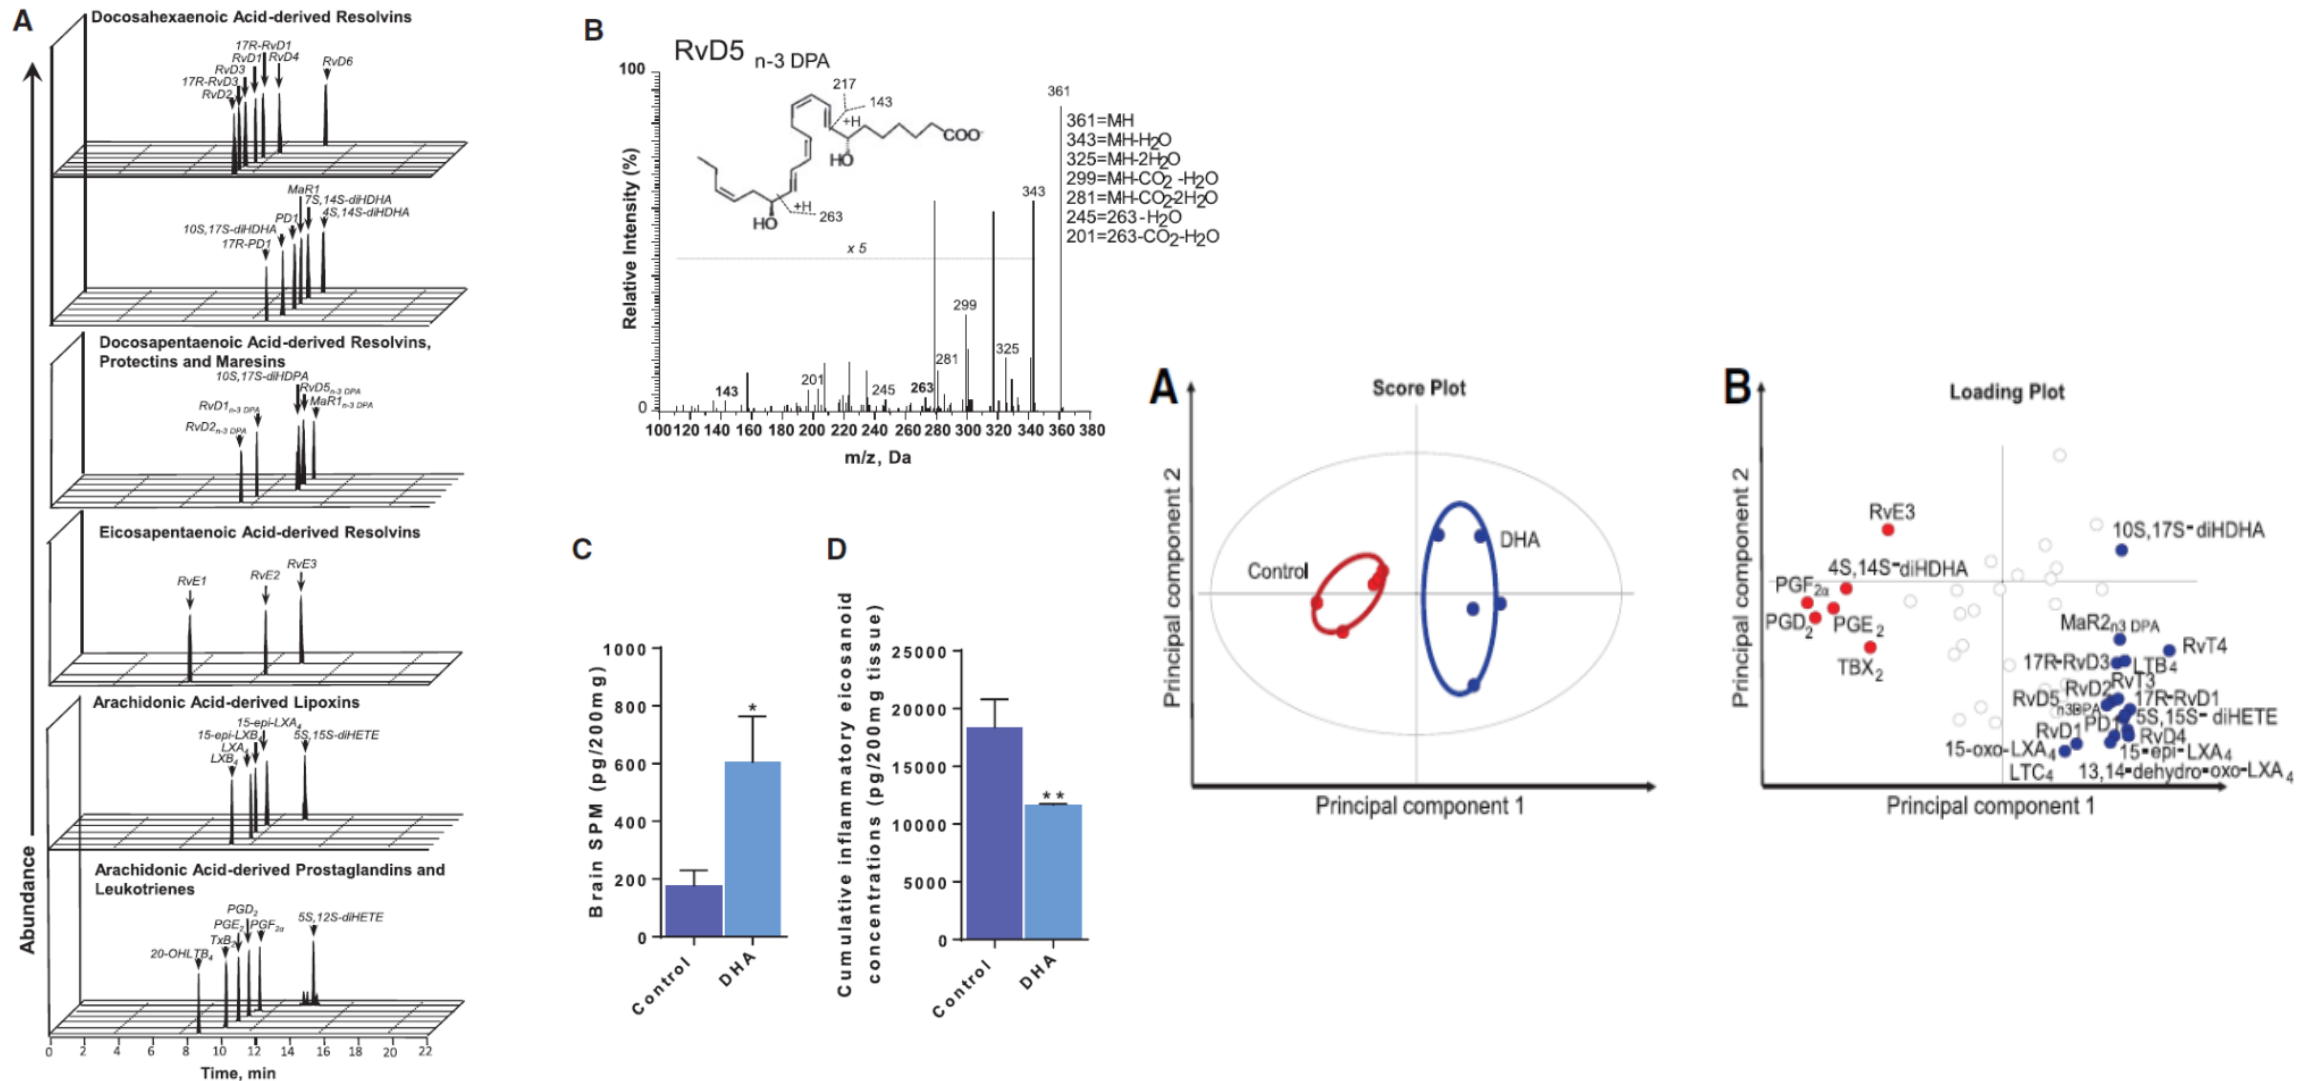 A
Docosahexaenoic Acid-derived Resolvins
17R-RvD1
RvD1
RvD4
RvD6
RvD3
17R-RvD3
RvD2
MaR1
7S,14S-diHDHA
4S,14S-diHDHA
PD1
10S,17S-diHDHA
17R-PD1
Docosapentaenoic Acid-derived Resolvins,
Protectins and Maresins
10S,17S-diHDPA
RvD5n-3 DPA
MaR1n-3 DPA
RvD1n-3 DPA
RvD2n-3 DPA
Eicosapentaenoic Acid-derived Resolvins
RvE1
RvE2
RvE3
Arachidonic Acid-derived Lipoxins
15-epi-LXA4
15-epi-LXB4
5S,15S-diHETE
LXA4
LXB4
Arachidonic Acid-derived Prostaglandins and
Leukotrienes
PGD2
PGE2
PGF2α
5S,12S-diHETE
TxB2
20-OHLTB4
Abundance
0 2 4 6 8 10 12 14 16 18 20 22
Time, min
B
RvD5 n-3 DPA
100
0
Relative Intensity (%)
217
143
+H
COO-
HO
+H
263
HO
x 5
361
343
299
325
281
263
245
201
143
361=MH
343=MH-H2O
325=MH-2H2O
299=MH-CO2 -H2O
281=MH-CO2-2H2O
245=263-H2O
201=263-CO2-H2O
100 120 140 160 180 200 220 240 260 280 300 320 340 360 380
m/z, Da
C
Brain SPM (pg/200mg)
1000
800
600
400
200
0
*
Control
DHA
D
Cumulative inflammatory eicosanoid
concentrations (pg/200mg tissue)
25000
20000
15000
10000
5000
0
**
Control
DHA
A
Score Plot
Principal component 2
Control
DHA
Principal component 1
B
Loading Plot
Principal component 2
RvE3
10S,17S-diHDHA
4S,14S-diHDHA
PGF2α
PGD2
PGE2
TBX2
MaR2n3 DPA
RvT4
17R-RvD3
LTB4
RvT3
RvD2
RvD5
n3DPA
17R-RvD1
5S,15S- diHETE
PD1
RvD1
RvD4
15-oxo-LXA4
15-epi-LXA4
LTC4
13,14-dehydro-oxo-LXA4
Principal component 1